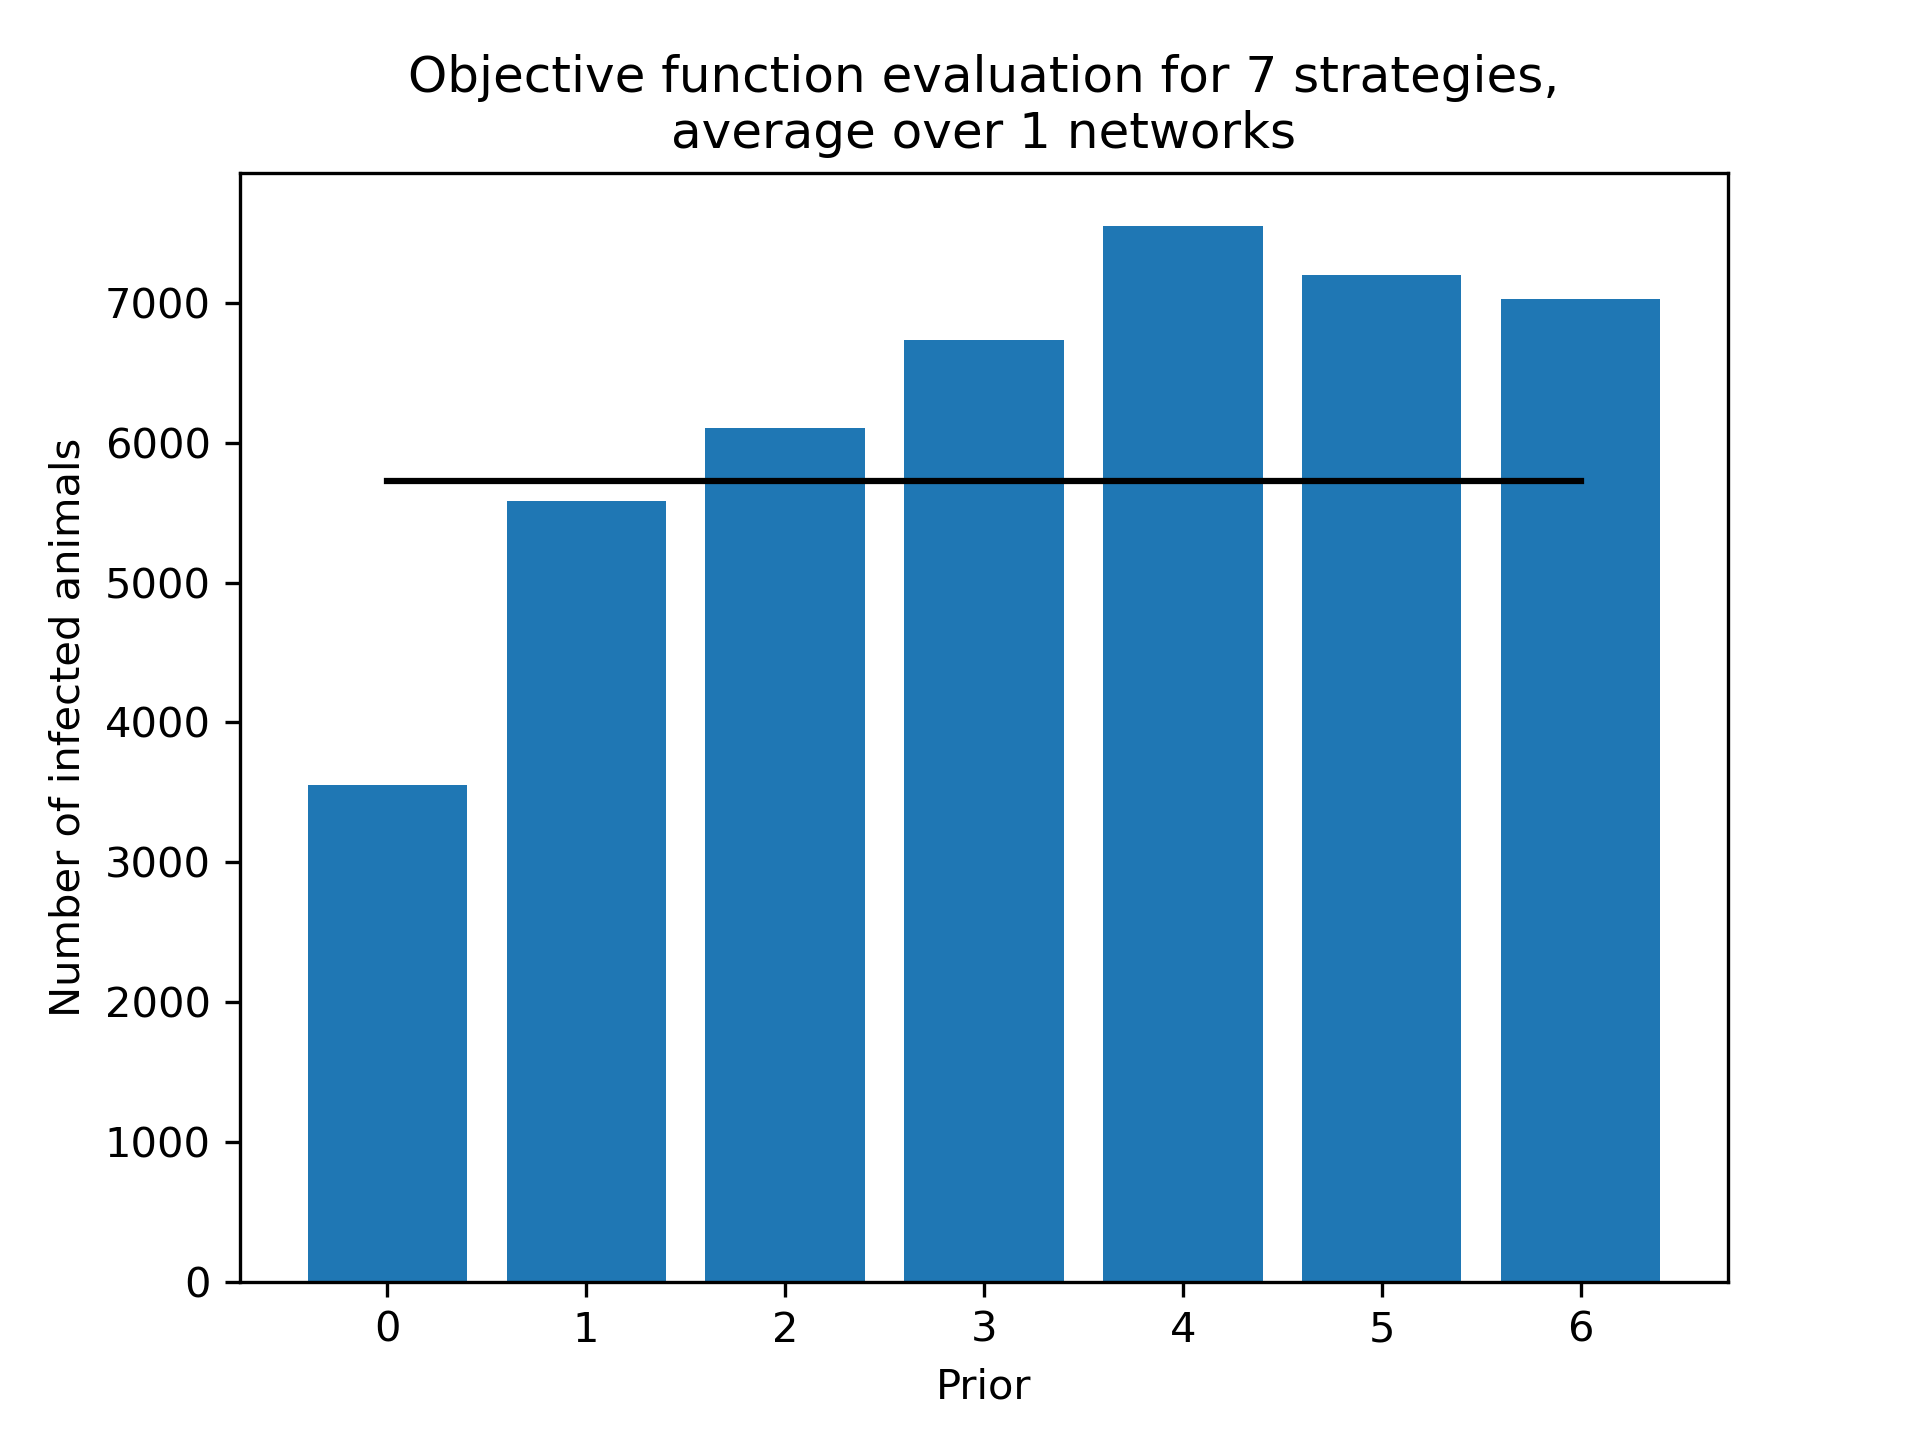 Objective function evaluation for 7 strategies,
average over 1 networks
Number of infected animals
7000
6000
5000
4000
3000
2000
1000
0
0 1 2 3 4 5 6
Prior